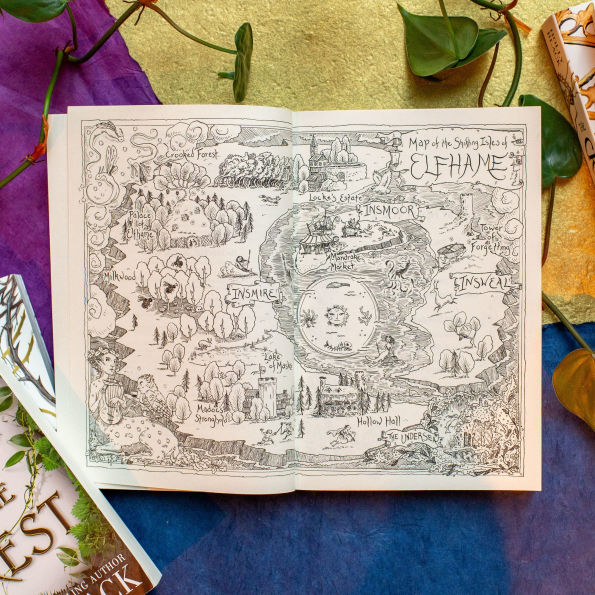 Map of the Shifting Isles of
ELFHAME
Crooked Forest
Locke's Estate
INSMOOR
Palace
of
Elfhame
Mandrake
Market
Tower
of
Forgetting
Milkwood
INSMIRE
INSWEAL
Lake
of Masks
Madoc's
Stronghold
Hollow Hall
THE UNDERSEA
EST
AUTHOR
CK